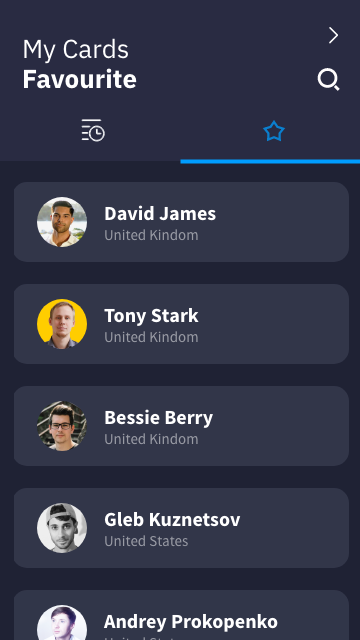 My Cards
Favourite
David James
United Kindom
Tony Stark
United Kindom
Bessie Berry
United Kindom
Gleb Kuznetsov
United States
Andrey Prokopenko